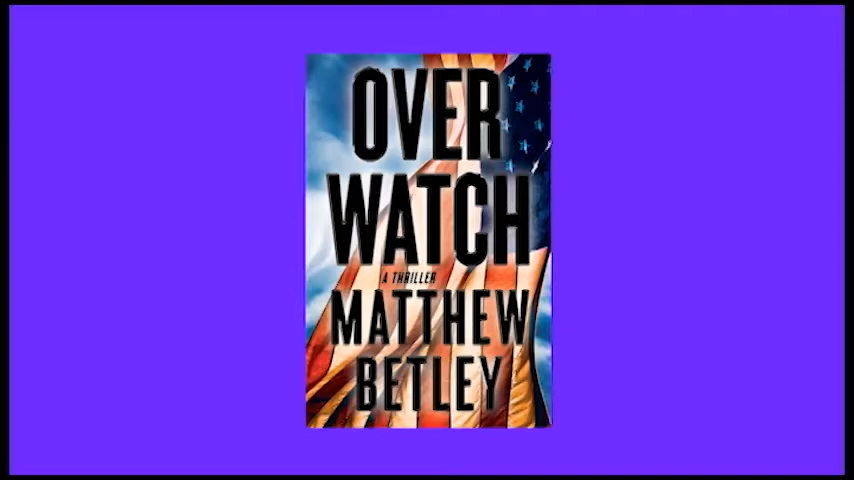 OVER
WATCH
A THRILLER
MATTHEW
BETLEY